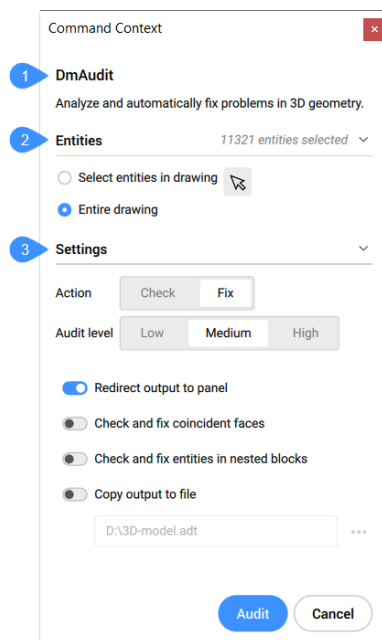 Command Context
×
1 DmAudit
Analyze and automatically fix problems in 3D geometry.
2 Entities 11321 entities selected
Select entities in drawing
Entire drawing
3 Settings
Action Check Fix
Audit level Low Medium High
Redirect output to panel
Check and fix coincident faces
Check and fix entities in nested blocks
Copy output to file
D:\3D-model.adt ...
Audit Cancel